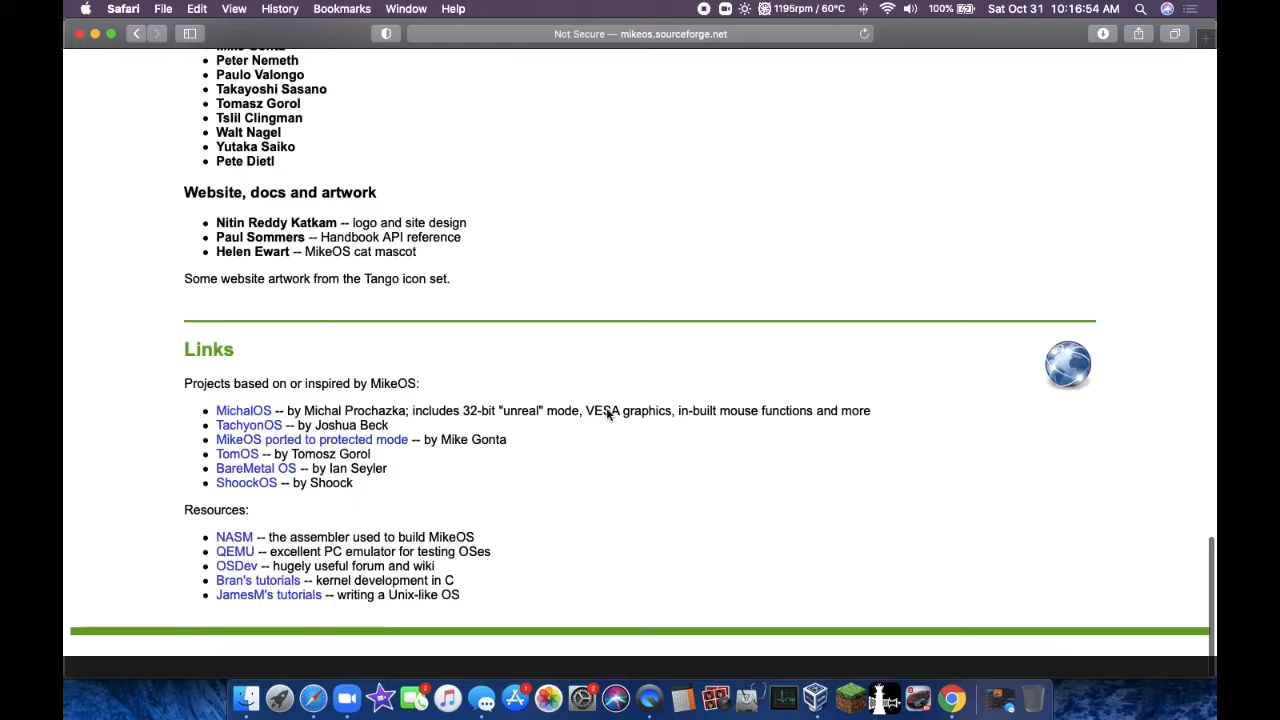 Safari File Edit View History Bookmarks Window Help 1195rpm / 60°C 100% Sat Oct 31 10:16:54 AM
Not Secure — mikeos.sourceforge.net
Peter Nemeth
Paulo Valongo
Takayoshi Sasano
Tomasz Gorol
Tslil Clingman
Walt Nagel
Yutaka Saiko
Pete Dietl
Website, docs and artwork
Nitin Reddy Katkam -- logo and site design
Paul Sommers -- Handbook API reference
Helen Ewart -- MikeOS cat mascot
Some website artwork from the Tango icon set.
Links
Projects based on or inspired by MikeOS:
MichalOS -- by Michal Prochazka; includes 32-bit "unreal" mode, VESA graphics, in-built mouse functions and more
TachyonOS -- by Joshua Beck
MikeOS ported to protected mode -- by Mike Gonta
TomOS -- by Tomosz Gorol
BareMetal OS -- by Ian Seyler
ShoockOS -- by Shoock
Resources:
NASM -- the assembler used to build MikeOS
QEMU -- excellent PC emulator for testing OSes
OSDev -- hugely useful forum and wiki
Bran's tutorials -- kernel development in C
JamesM's tutorials -- writing a Unix-like OS